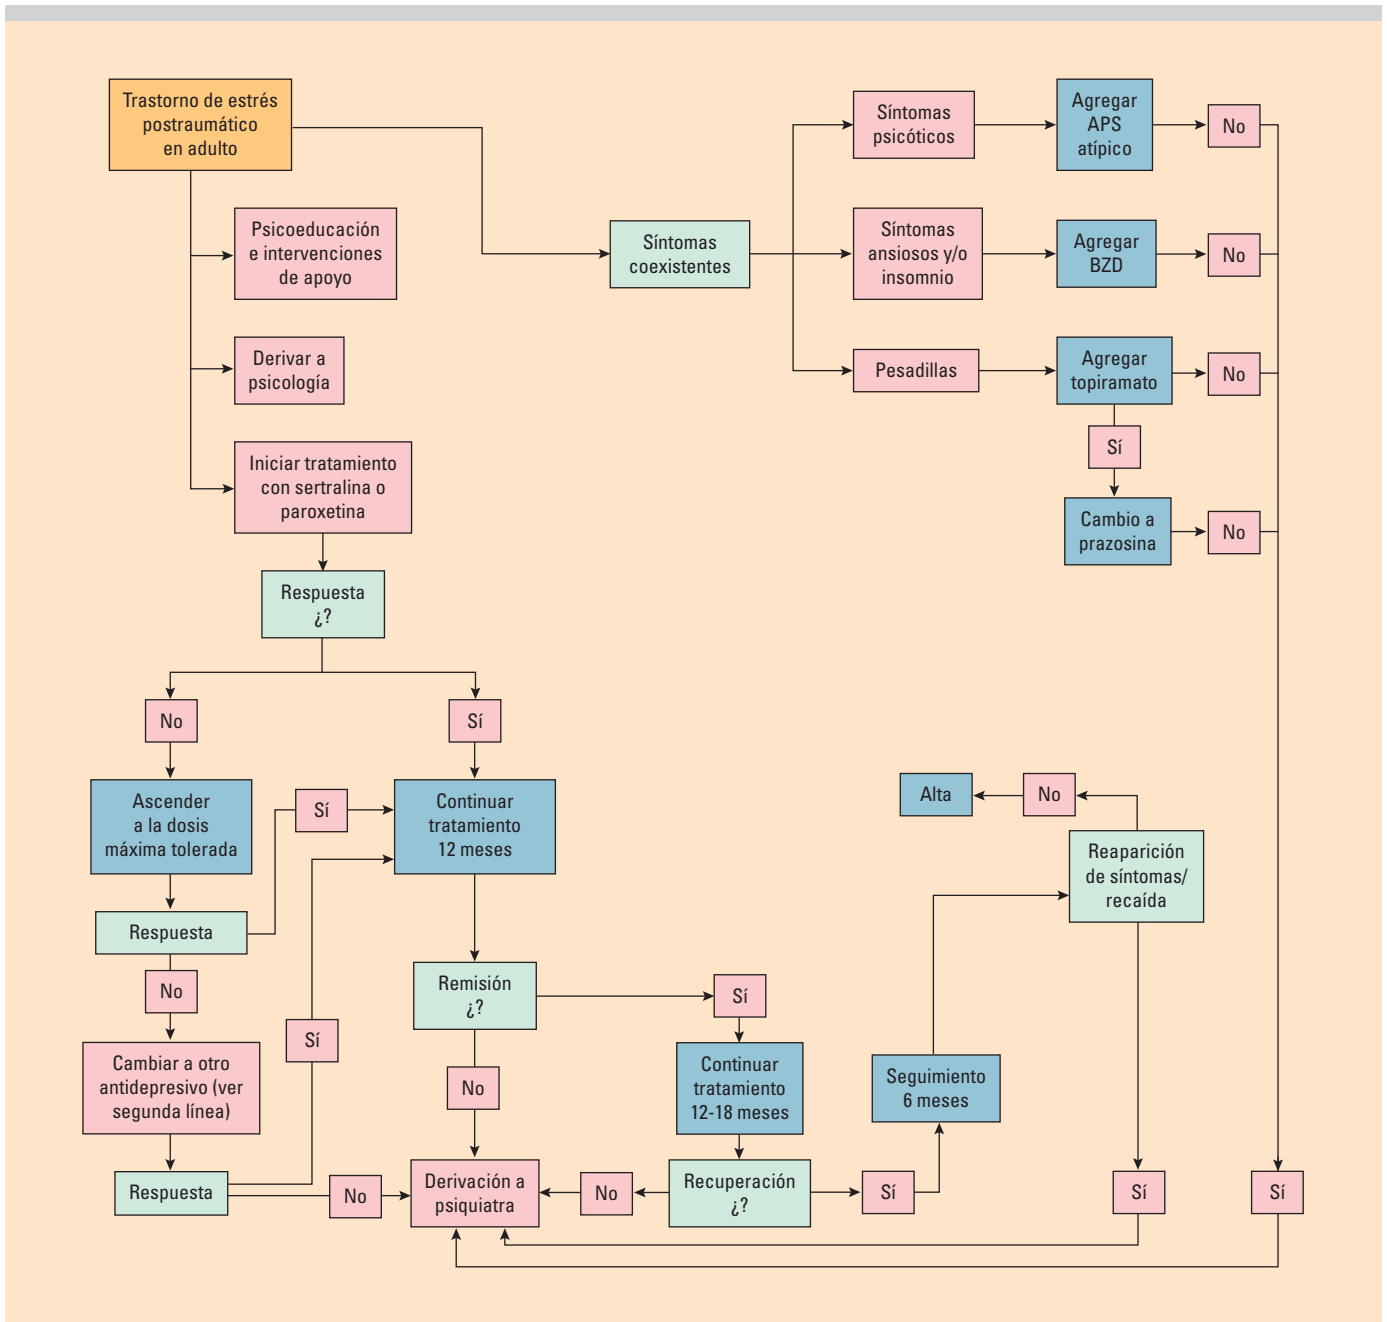 Trastorno de estrés
postraumático
en adulto
Psicoeducación
e intervenciones
de apoyo
Derivar a
psicología
Iniciar tratamiento
con sertralina o
paroxetina
Síntomas
coexistentes
Síntomas
psicóticos
Agregar
APS
atípico
No
Síntomas
ansiosos y/o
insomnio
Agregar
BZD
No
Pesadillas
Agregar
topiramato
No
Sí
Cambio a
prazosina
No
Respuesta
¿?
No
Sí
Ascender
a la dosis
máxima tolerada
Sí
Continuar
tratamiento
12 meses
Respuesta
No
Cambiar a otro
antidepresivo (ver
segunda línea)
Sí
Respuesta
No
Remisión
¿?
No
Derivación a
psiquiatra
Sí
Continuar
tratamiento
12-18 meses
Recuperación
¿?
No
Sí
Seguimiento
6 meses
Alta
No
Reaparición
de síntomas/
recaída
Sí
Sí